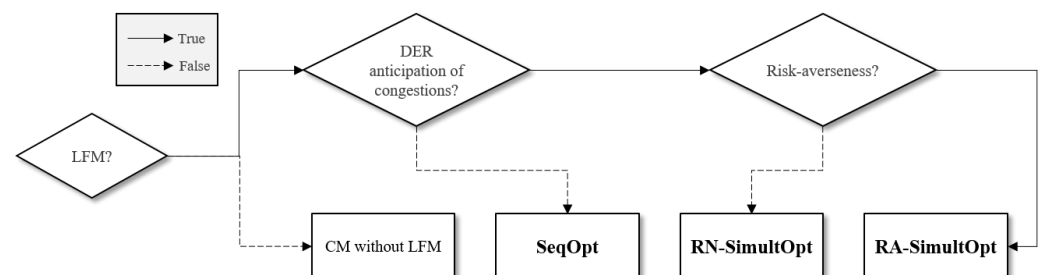 True
False
DER
anticipation of
congestions?
Risk-averseness?
LFM?
CM without LFM
SeqOpt
RN-SimultOpt
RA-SimultOpt